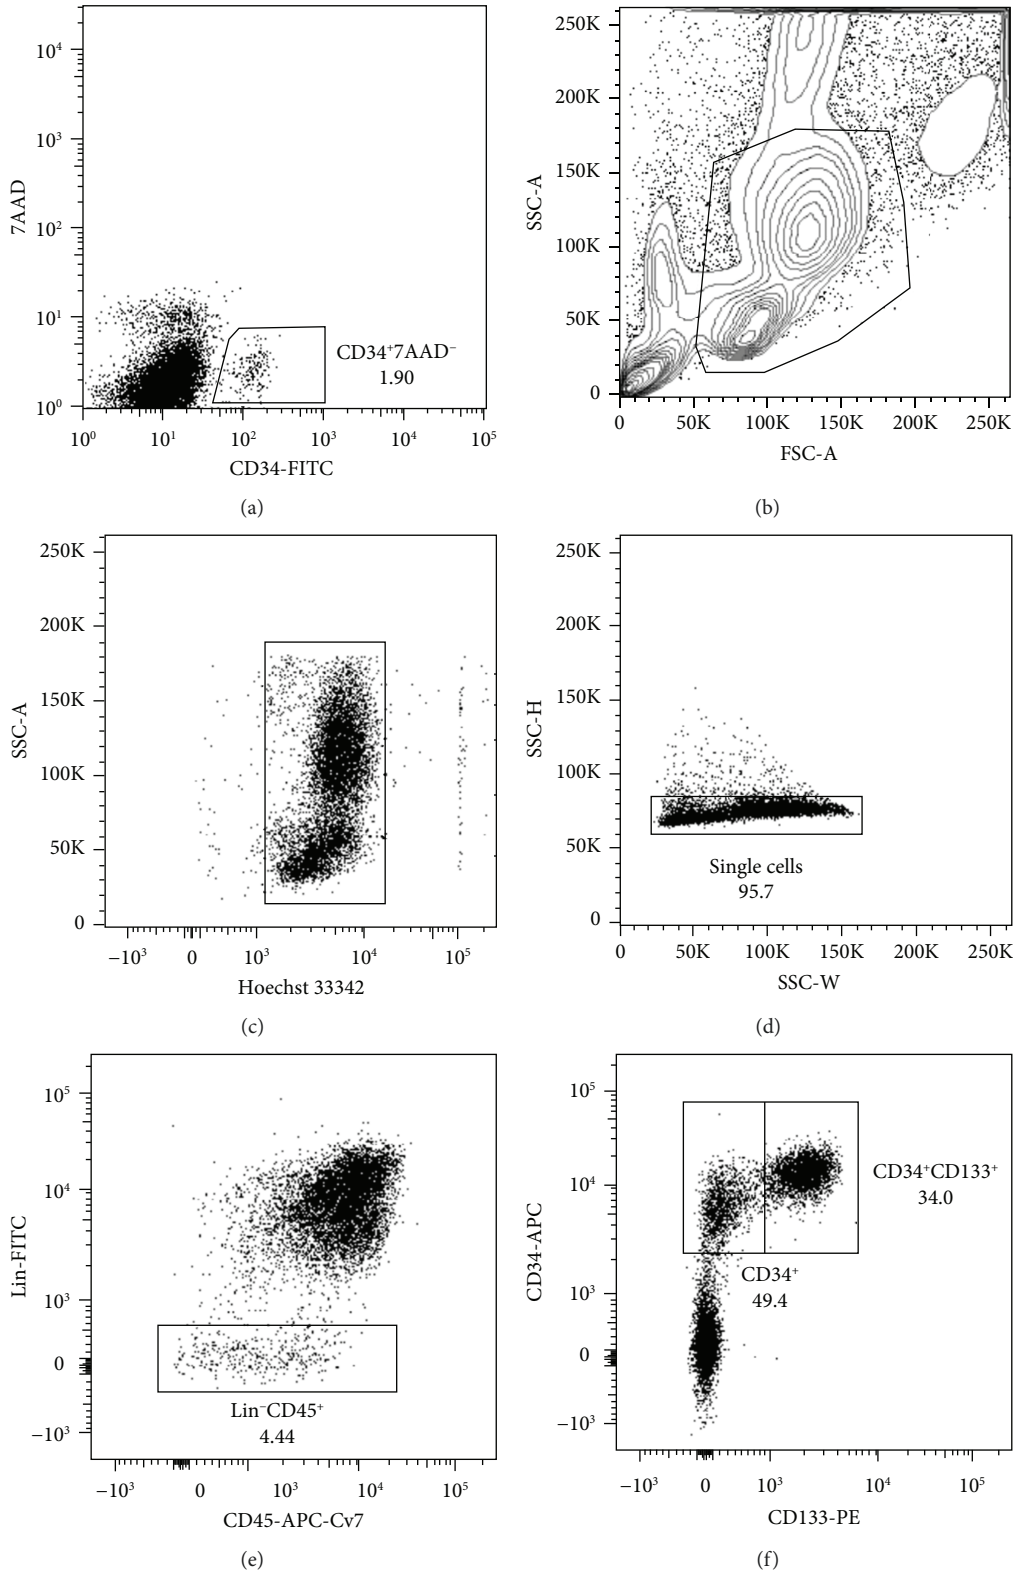 10⁴
10³
10²
10¹
10⁰
7AAD
CD34⁺7AAD⁻
1.90
10⁰ 10¹ 10² 10³ 10⁴ 10⁵
CD34-FITC
(a)
250K
200K
150K
100K
50K
0
SSC-A
0 50K 100K 150K 200K 250K
FSC-A
(b)
250K
200K
150K
100K
50K
0
SSC-A
−10³ 0 10³ 10⁴ 10⁵
Hoechst 33342
(c)
250K
200K
150K
100K
50K
0
SSC-H
Single cells
95.7
0 50K 100K 150K 200K 250K
SSC-W
(d)
10⁵
10⁴
10³
0
−10³
Lin-FITC
Lin⁻CD45⁺
4.44
−10³ 0 10³ 10⁴ 10⁵
CD45-APC-Cv7
(e)
10⁵
10⁴
10³
0
−10³
CD34-APC
CD34⁺CD133⁺
34.0
CD34⁺
49.4
−10³ 0 10³ 10⁴ 10⁵
CD133-PE
(f)